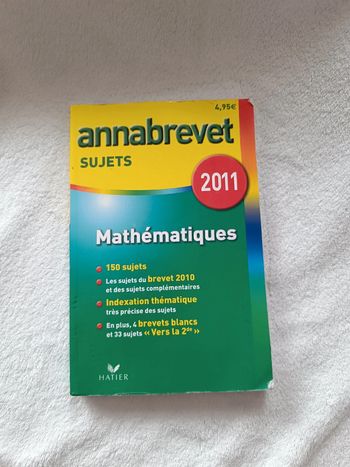 4,95€
annabrevet
SUJETS
2011
Mathématiques
150 sujets
Les sujets du brevet 2010
et des sujets complémentaires
Indexation thématique
très précise des sujets
En plus, 4 brevets blancs
et 33 sujets « Vers la 2de »
HATIER